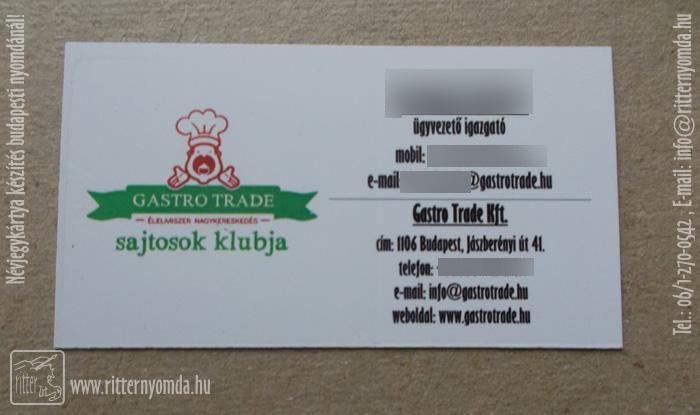 Névjegykártya készítés budapesti nyomdánál!
GASTRO TRADE
ÉLELMISZER NAGYKERESKEDÉS
sajtosok klubja
ügyvezető igazgató
mobil:
e-mail: @gastrotrade.hu
Gastro Trade Kft.
cím: 1106 Budapest, Jászberényi út 41.
telefon:
e-mail: info@gastrotrade.hu
weboldal: www.gastrotrade.hu
Tel.: 06/1-270-0542. E-mail: info@ritternyomda.hu
ritter Zrt.
www.ritternyomda.hu